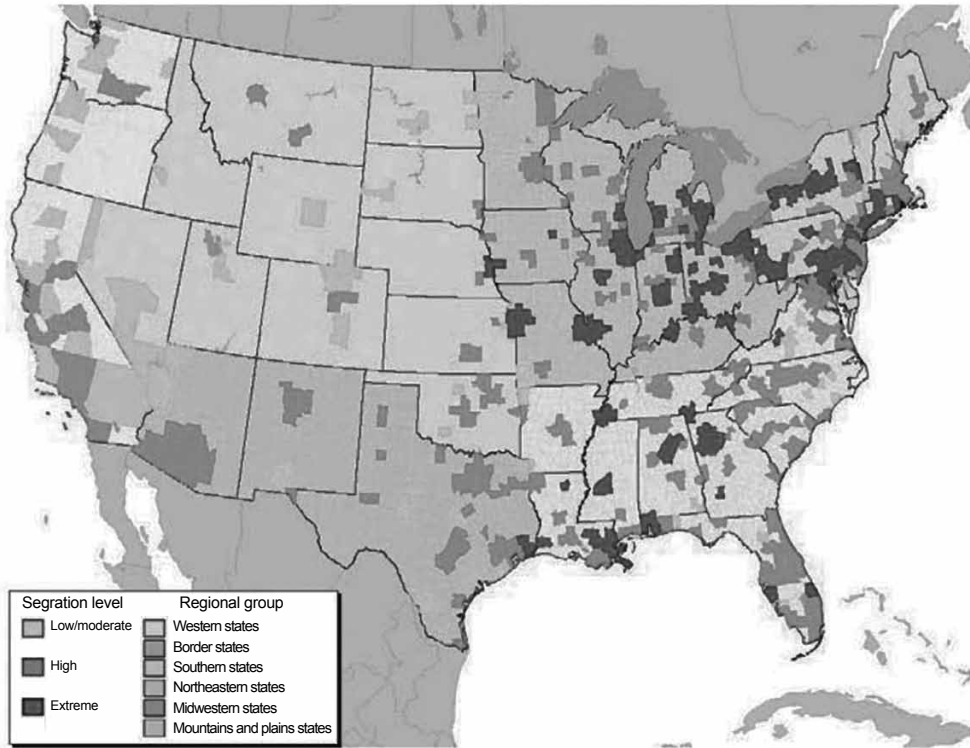 Segration level
Low/moderate
High
Extreme
Regional group
Western states
Border states
Southern states
Northeastern states
Midwestern states
Mountains and plains states